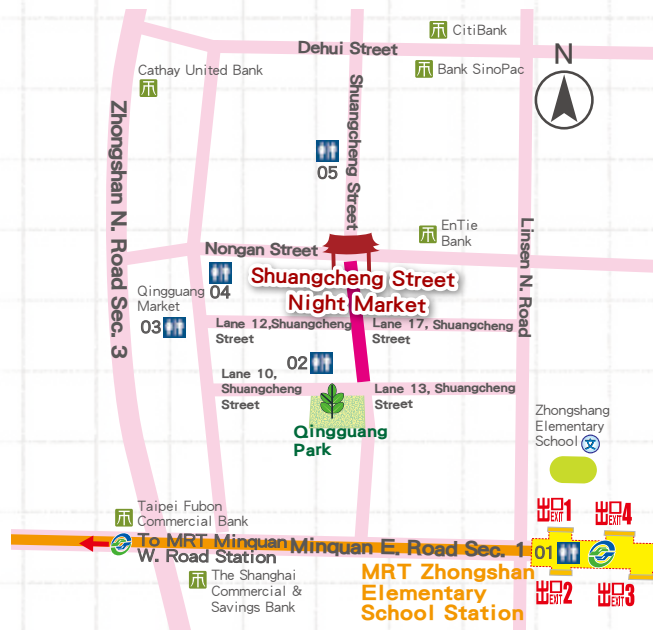 CitiBank
Dehui Street
N
Cathay United Bank
Bank SinoPac
Zhongshan N. Road Sec. 3
Shuangcheng Street
05
EnTie
Bank
Linsen N. Road
Nongan Street
Shuangcheng Street
Night Market
04
Qingguang
Market
03
Lane 12,Shuangcheng
Street
Lane 17, Shuangcheng
Street
02
Lane 10,
Shuangcheng
Street
Lane 13, Shuangcheng
Street
Qingguang
Park
Zhongshang
Elementary
School
文
Taipei Fubon
Commercial Bank
出口1
EXIT
出口4
EXIT
To MRT Minquan
W. Road Station
Minquan E. Road Sec. 1
01
The Shanghai
Commercial &
Savings Bank
MRT Zhongshan
Elementary
School Station
出口2
EXIT
出口3
EXIT